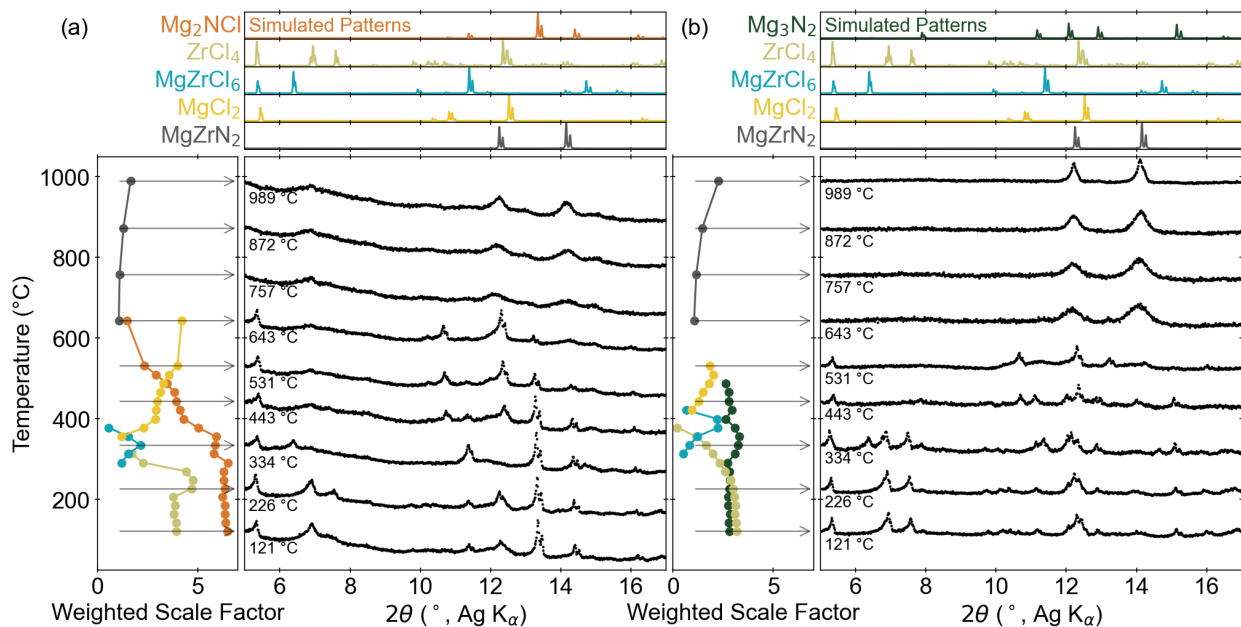 (a)
Mg₂NCl
ZrCl₄
MgZrCl₆
MgCl₂
MgZrN₂
Simulated Patterns
Temperature (°C)
1000
800
600
400
200
989 °C
872 °C
757 °C
643 °C
531 °C
443 °C
334 °C
226 °C
121 °C
0 5
Weighted Scale Factor
6 8 10 12 14 16
2θ (°, Ag Kα)
(b)
Mg₃N₂
ZrCl₄
MgZrCl₆
MgCl₂
MgZrN₂
Simulated Patterns
989 °C
872 °C
757 °C
643 °C
531 °C
443 °C
334 °C
226 °C
121 °C
0 5
Weighted Scale Factor
6 8 10 12 14 16
2θ (°, Ag Kα)